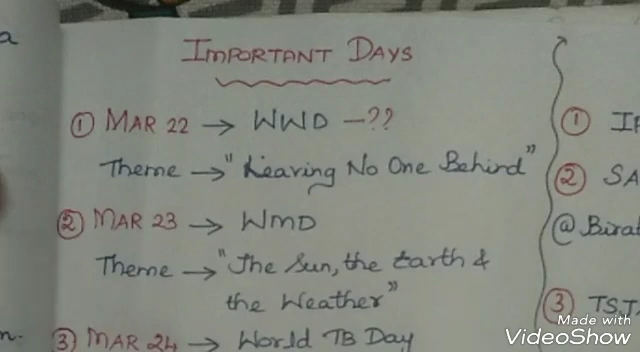 a
IMPORTANT DAYS
① MAR 22 → WWD —??
Theme → "Leaving No One Behind"
② MAR 23 → WMD
Theme → "The Sun, the Earth &
the Weather"
③ MAR 24 → World TB Day
n.
①
② SA
@ Birat
③ TST
Made with
VideoShow